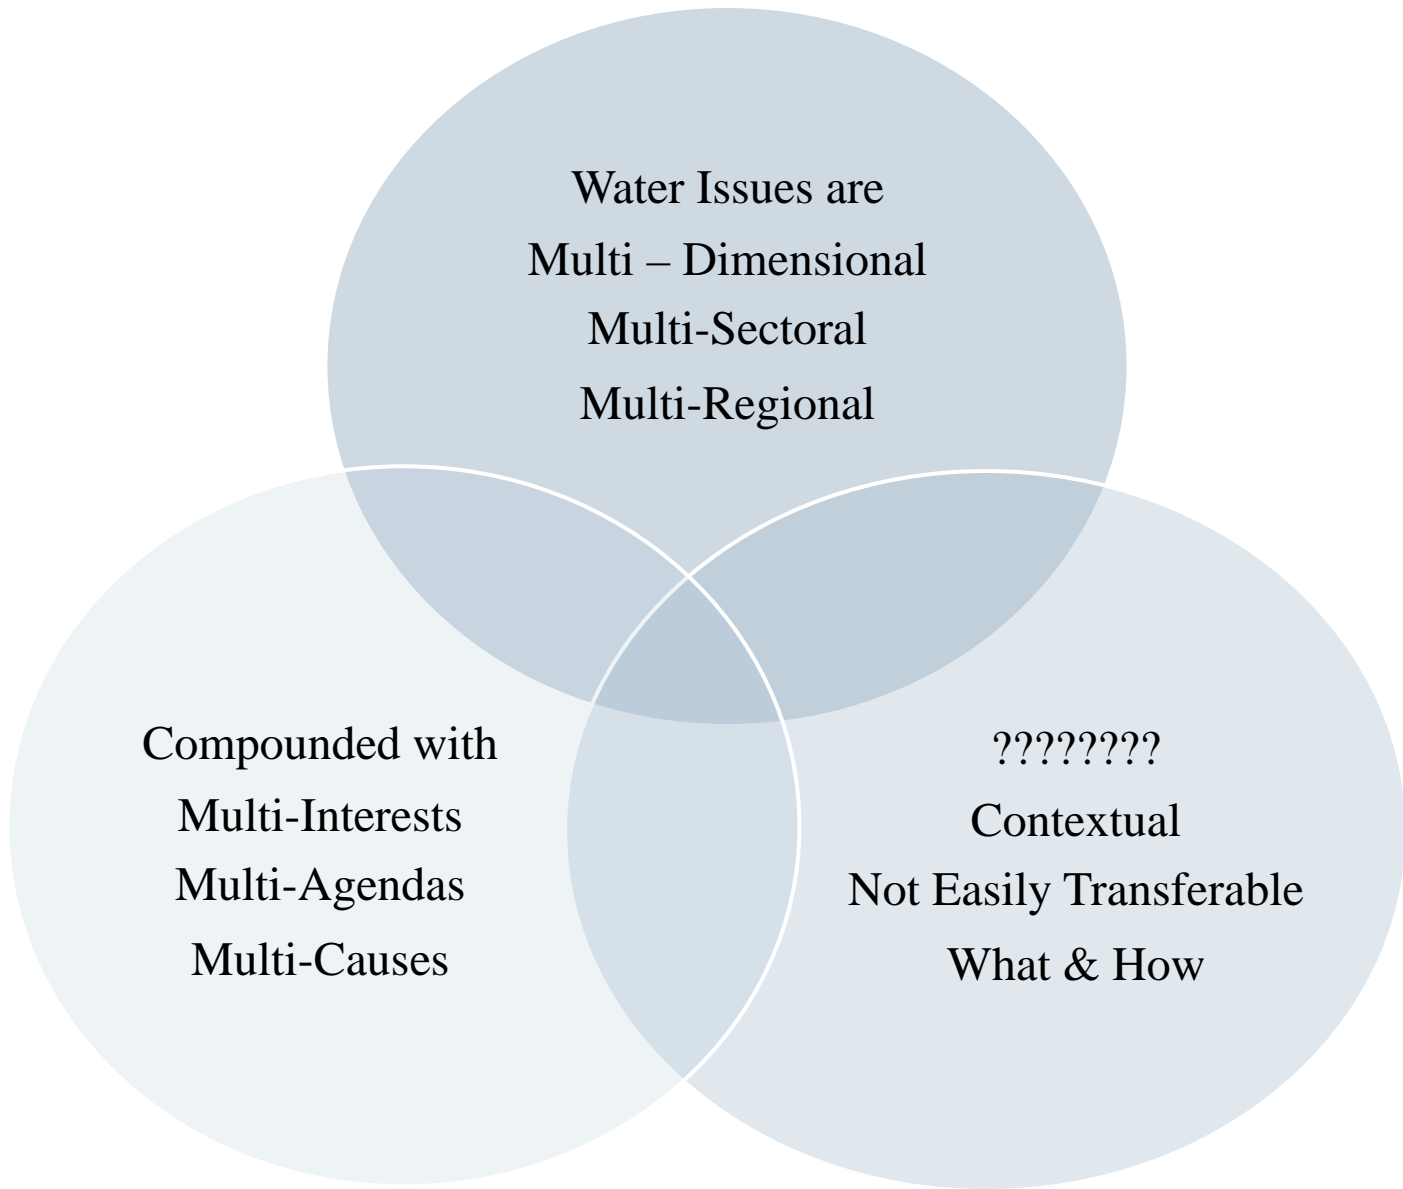 Water Issues are
Multi – Dimensional
Multi-Sectoral
Multi-Regional
Compounded with
Multi-Interests
Multi-Agendas
Multi-Causes
????????
Contextual
Not Easily Transferable
What & How